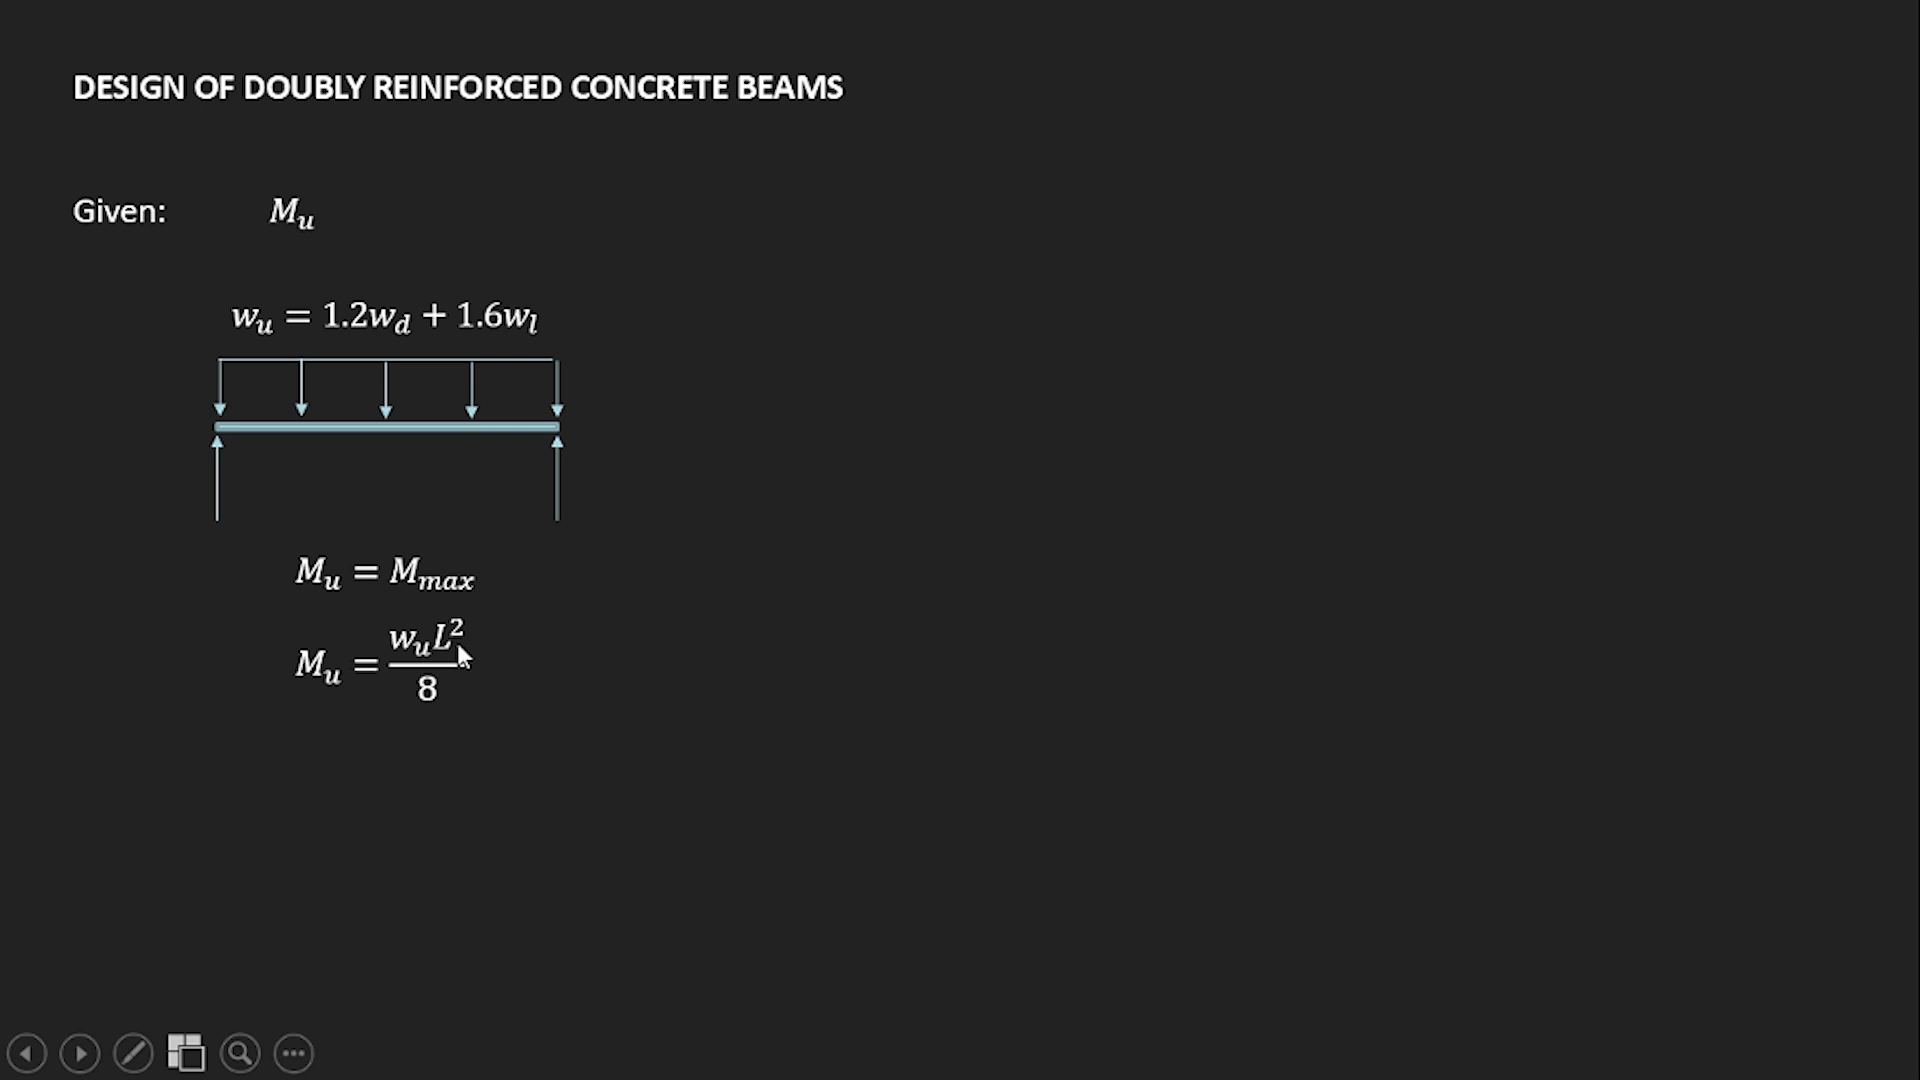 DESIGN OF DOUBLY REINFORCED CONCRETE BEAMS
Given: M_u
w_u = 1.2w_d + 1.6w_l
M_u = M_max
M_u = w_uL^2 / 8